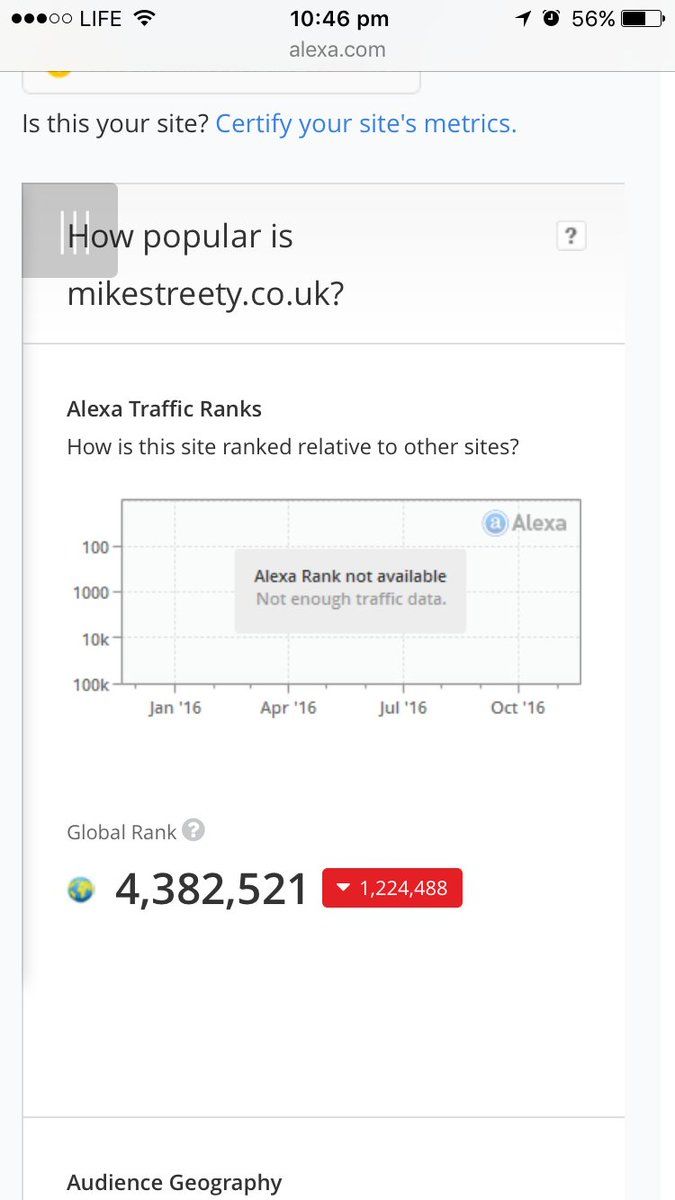 LIFE 10:46 pm 56%
alexa.com
Is this your site? Certify your site's metrics.
How popular is
mikestreety.co.uk?
?
Alexa Traffic Ranks
How is this site ranked relative to other sites?
a Alexa
100
Alexa Rank not available
1000
Not enough traffic data.
10k
100k
Jan '16 Apr '16 Jul '16 Oct '16
Global Rank ?
4,382,521 1,224,488
Audience Geography